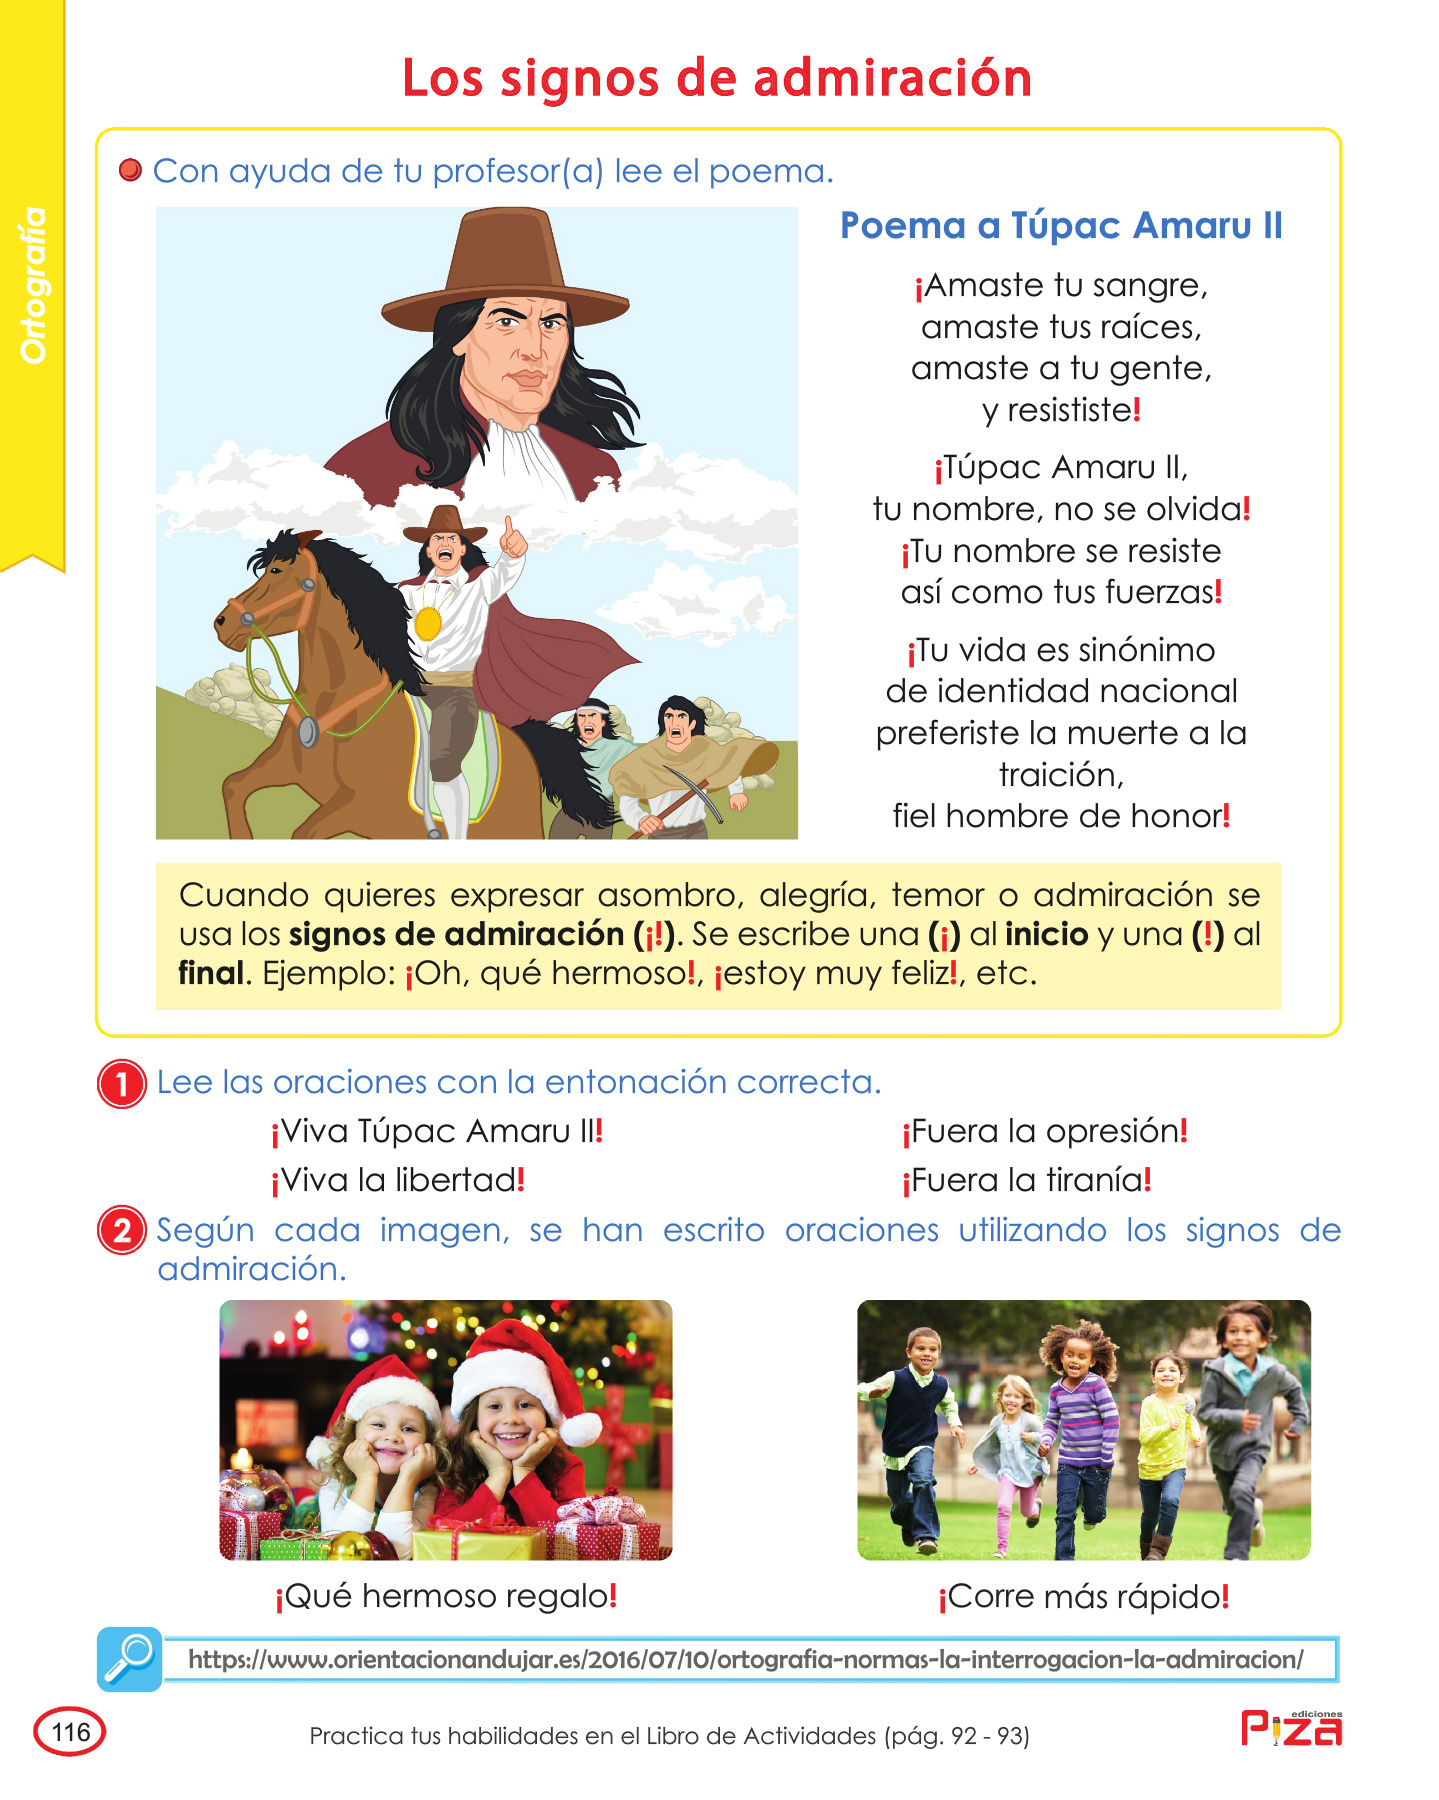 Los signos de admiración
Ortografía
Con ayuda de tu profesor(a) lee el poema.
Poema a Túpac Amaru II
¡Amaste tu sangre,
amaste tus raíces,
amaste a tu gente,
y resististe!
¡Túpac Amaru II,
tu nombre, no se olvida!
¡Tu nombre se resiste
así como tus fuerzas!
¡Tu vida es sinónimo
de identidad nacional
preferiste la muerte a la
traición,
fiel hombre de honor!
Cuando quieres expresar asombro, alegría, temor o admiración se
usa los signos de admiración (¡!). Se escribe una (¡) al inicio y una (!) al
final. Ejemplo: ¡Oh, qué hermoso!, ¡estoy muy feliz!, etc.
1 Lee las oraciones con la entonación correcta.
¡Viva Túpac Amaru II!
¡Fuera la opresión!
¡Viva la libertad!
¡Fuera la tiranía!
2 Según cada imagen, se han escrito oraciones utilizando los signos de
admiración.
¡Qué hermoso regalo!
¡Corre más rápido!
https://www.orientacionandujar.es/2016/07/10/ortografia-normas-la-interrogacion-la-admiracion/
116
Practica tus habilidades en el Libro de Actividades (pág. 92 - 93)
ediciones
Piza